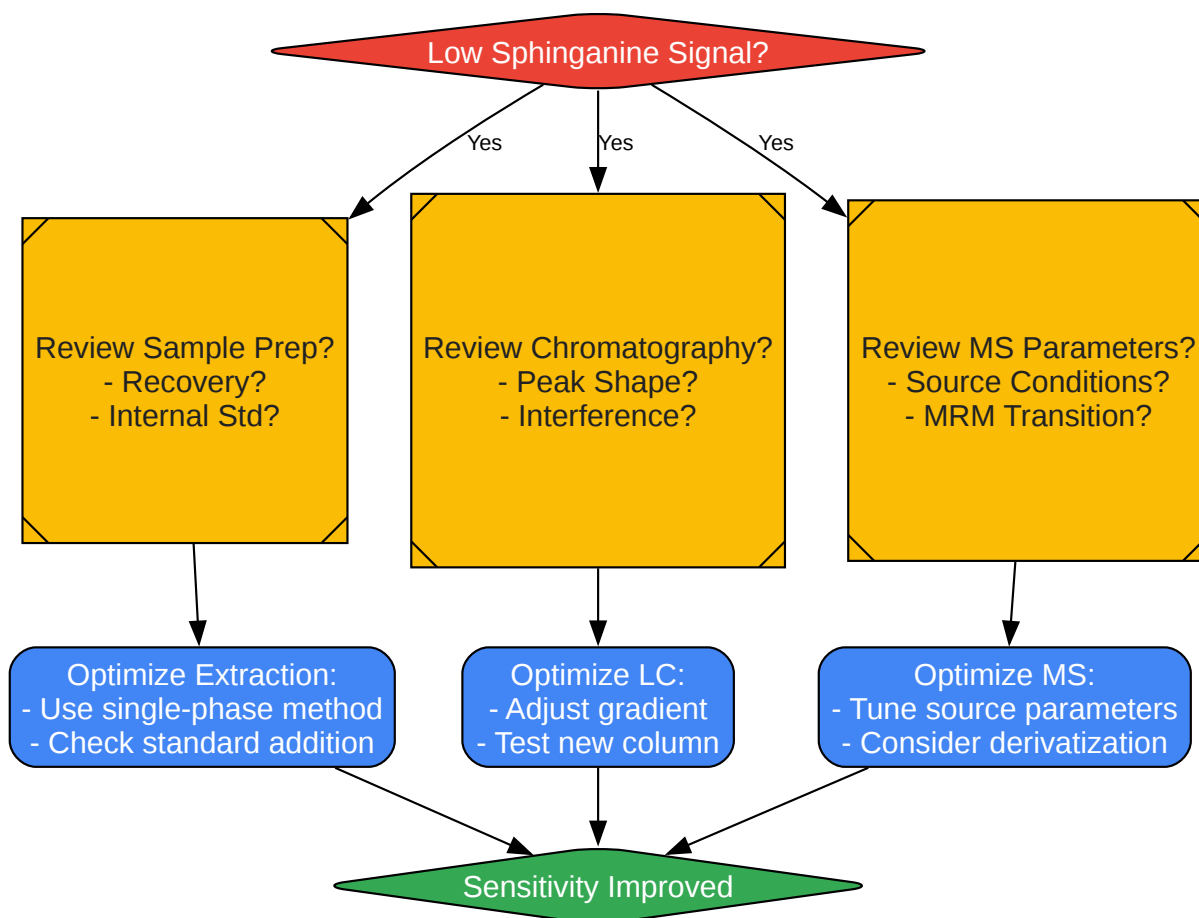 Low Sphinganine Signal?
Yes
Yes
Yes
Review Sample Prep?
- Recovery?
- Internal Std?
Review Chromatography?
- Peak Shape?
- Interference?
Review MS Parameters?
- Source Conditions?
- MRM Transition?
Optimize Extraction:
- Use single-phase method
- Check standard addition
Optimize LC:
- Adjust gradient
- Test new column
Optimize MS:
- Tune source parameters
- Consider derivatization
Sensitivity Improved